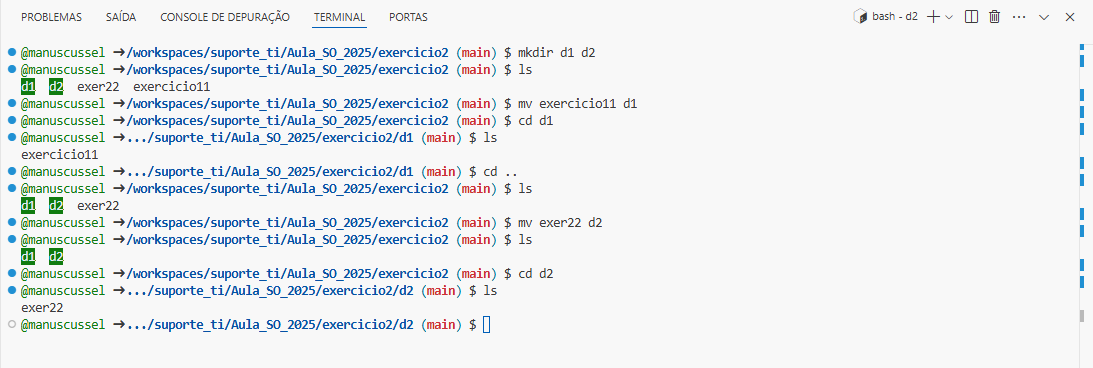 PROBLEMAS SAÍDA CONSOLE DE DEPURAÇÃO TERMINAL PORTAS bash - d2
@manuscussel ➜/workspaces/suporte_ti/Aula_SO_2025/exercicio2 (main) $ mkdir d1 d2
@manuscussel ➜/workspaces/suporte_ti/Aula_SO_2025/exercicio2 (main) $ ls
d1 d2 exer22 exercicio11
@manuscussel ➜/workspaces/suporte_ti/Aula_SO_2025/exercicio2 (main) $ mv exercicio11 d1
@manuscussel ➜/workspaces/suporte_ti/Aula_SO_2025/exercicio2 (main) $ cd d1
@manuscussel ➜.../suporte_ti/Aula_SO_2025/exercicio2/d1 (main) $ ls
exercicio11
@manuscussel ➜.../suporte_ti/Aula_SO_2025/exercicio2/d1 (main) $ cd ..
@manuscussel ➜/workspaces/suporte_ti/Aula_SO_2025/exercicio2 (main) $ ls
d1 d2 exer22
@manuscussel ➜/workspaces/suporte_ti/Aula_SO_2025/exercicio2 (main) $ mv exer22 d2
@manuscussel ➜/workspaces/suporte_ti/Aula_SO_2025/exercicio2 (main) $ ls
d1 d2
@manuscussel ➜/workspaces/suporte_ti/Aula_SO_2025/exercicio2 (main) $ cd d2
@manuscussel ➜.../suporte_ti/Aula_SO_2025/exercicio2/d2 (main) $ ls
exer22
@manuscussel ➜.../suporte_ti/Aula_SO_2025/exercicio2/d2 (main) $